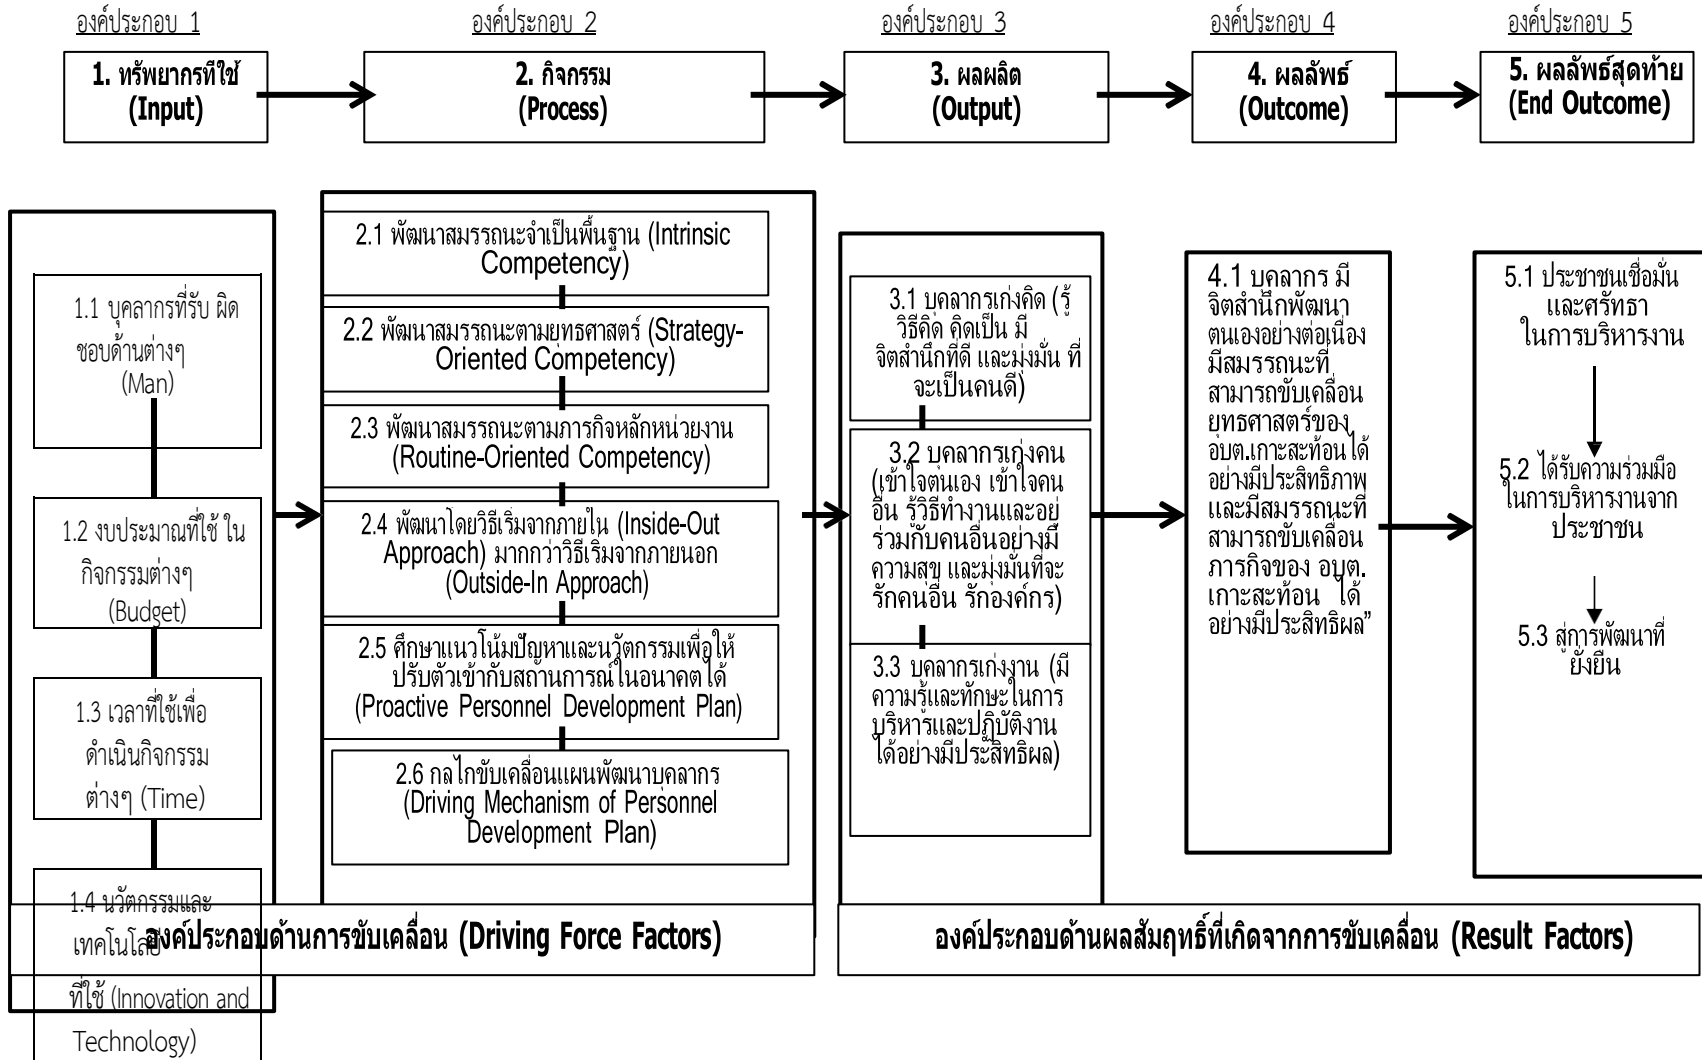 องค์ประกอบ 1
องค์ประกอบ 2
องค์ประกอบ 3
องค์ประกอบ 4
องค์ประกอบ 5
1. ทรัพยากรที่ใช้
(Input)
2. กิจกรรม
(Process)
3. ผลผลิต
(Output)
4. ผลลัพธ์
(Outcome)
5. ผลลัพธ์สุดท้าย
(End Outcome)
1.1 บุคลากรที่รับ ผิด
ชอบด้านต่างๆ
(Man)
1.2 งบประมาณที่ใช้ ใน
กิจกรรมต่างๆ
(Budget)
1.3 เวลาที่ใช้เพื่อ
ดำเนินกิจกรรม
ต่างๆ (Time)
1.4 นวัตกรรมและ
เทคโนโลยี
ที่ใช้ (Innovation and
Technology)
2.1 พัฒนาสมรรถนะจำเป็นพื้นฐาน (Intrinsic
Competency)
2.2 พัฒนาสมรรถนะตามยุทธศาสตร์ (Strategy-
Oriented Competency)
2.3 พัฒนาสมรรถนะตามภารกิจหลักหน่วยงาน
(Routine-Oriented Competency)
2.4 พัฒนาโดยวิธีเริ่มจากภายใน (Inside-Out
Approach) มากกว่าวิธีเริ่มจากภายนอก
(Outside-In Approach)
2.5 ศึกษาแนวโน้มปัญหาและนวัตกรรมเพื่อให้
ปรับตัวเข้ากับสถานการณ์ในอนาคตได้
(Proactive Personnel Development Plan)
2.6 กลไกขับเคลื่อนแผนพัฒนาบุคลากร
(Driving Mechanism of Personnel
Development Plan)
3.1 บุคลากรเก่งคิด (รู้
วิธีคิด คิดเป็น มี
จิตสำนึกที่ดี และมุ่งมั่น ที่
จะเป็นคนดี)
3.2 บุคลากรเก่งคน
(เข้าใจตนเอง เข้าใจคน
อื่น รู้วิธีทำงานและอยู่
ร่วมกับคนอื่นอย่างมี
ความสุข และมุ่งมั่นที่จะ
รักคนอื่น รักองค์กร)
3.3 บุคลากรเก่งงาน (มี
ความรู้และทักษะในการ
บริหารและปฏิบัติงาน
ได้อย่างมีประสิทธิผล)
4.1 บุคลากร มี
จิตสำนึกพัฒนา
ตนเองอย่างต่อเนื่อง
มีสมรรถนะที่
สามารถขับเคลื่อน
ยุทธศาสตร์ของ
อบต.เกาะสะท้อนได้
อย่างมีประสิทธิภาพ
และมีสมรรถนะที่
สามารถขับเคลื่อน
ภารกิจของ อบต.
เกาะสะท้อน ได้
อย่างมีประสิทธิผล”
5.1 ประชาชนเชื่อมั่น
และศรัทธา
ในการบริหารงาน
5.2 ได้รับความร่วมมือ
ในการบริหารงานจาก
ประชาชน
5.3 สู่การพัฒนาที่
ยั่งยืน
องค์ประกอบด้านการขับเคลื่อน (Driving Force Factors)
องค์ประกอบด้านผลสัมฤทธิ์ที่เกิดจากการขับเคลื่อน (Result Factors)